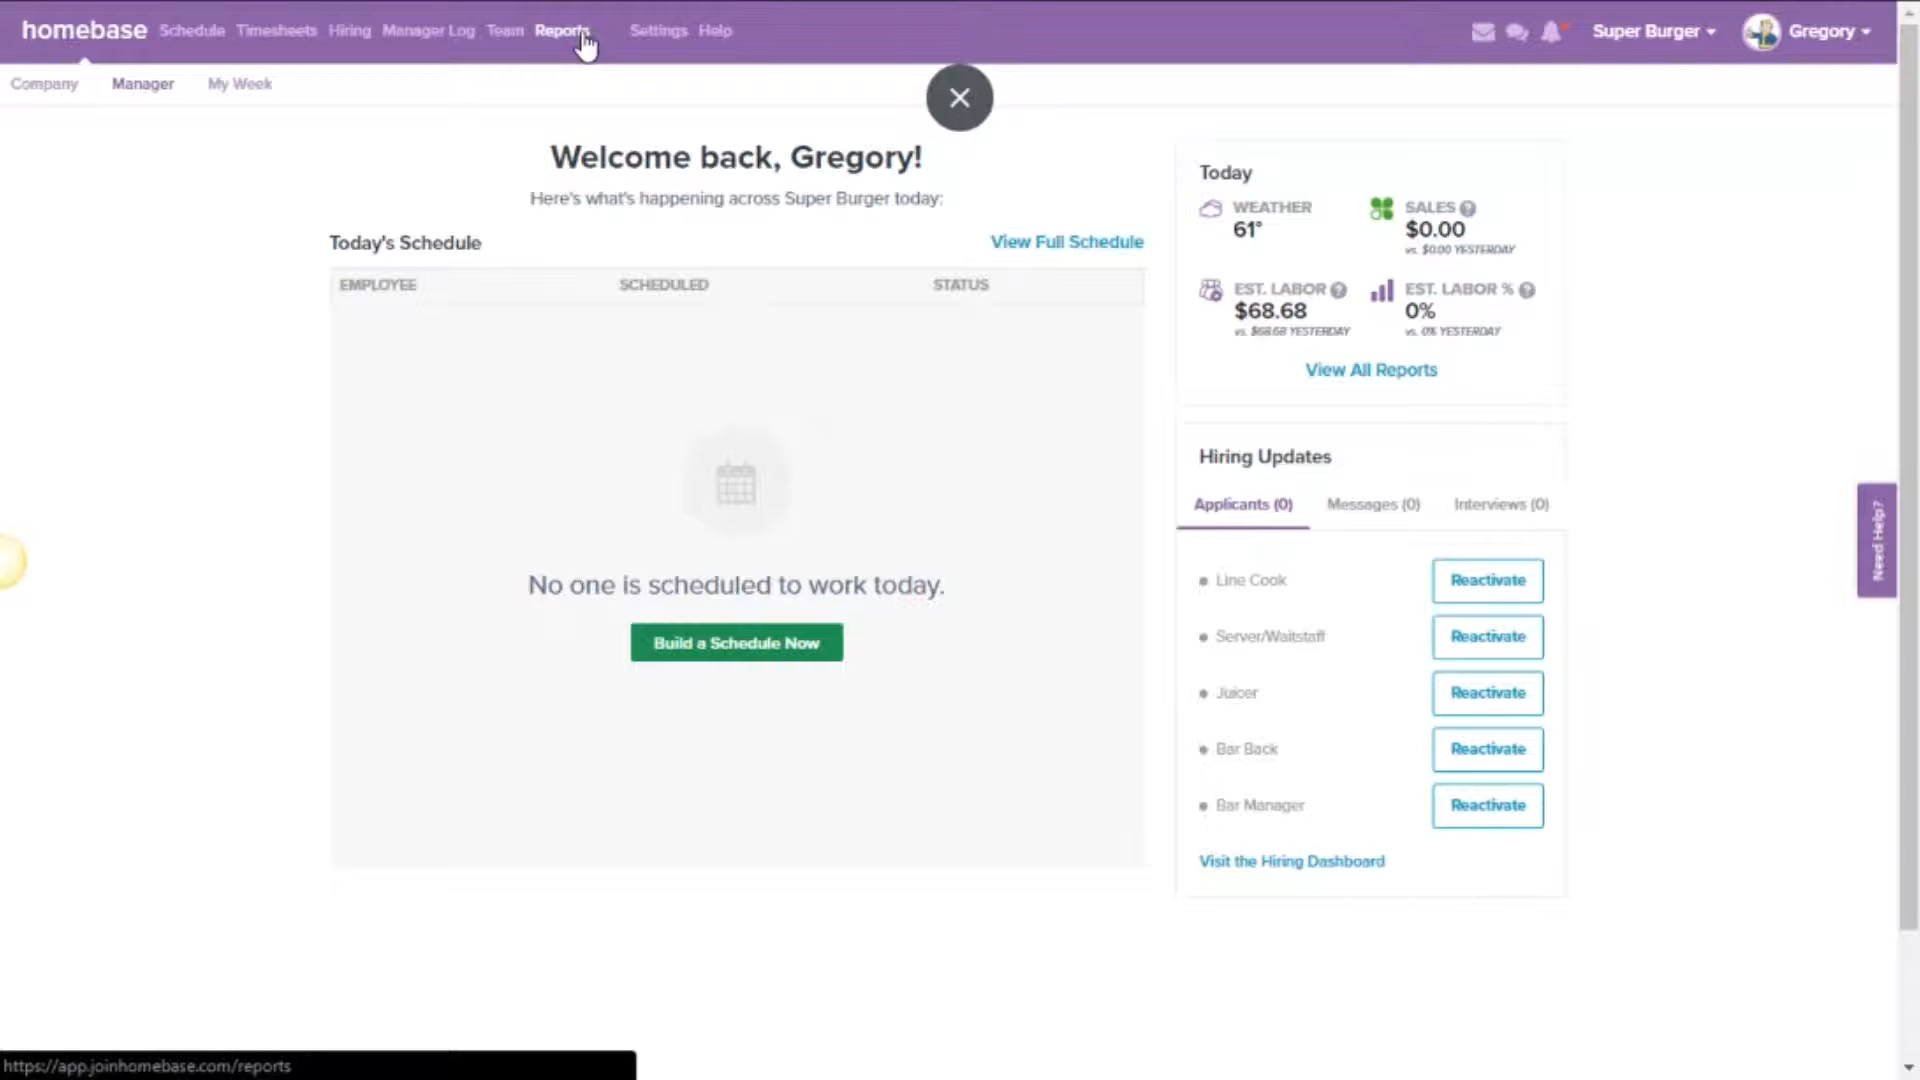 homebase Schedule Timesheets Hiring Manager Log Team Reports Settings Help Super Burger Gregory
Company Manager My Week
Welcome back, Gregory!
Here's what's happening across Super Burger today:
Today's Schedule View Full Schedule
EMPLOYEE SCHEDULED STATUS
No one is scheduled to work today.
Build a Schedule Now
Today
WEATHER
61°
SALES
$0.00
vs. $0.00 YESTERDAY
EST. LABOR
$68.68
vs. $68.68 YESTERDAY
EST. LABOR %
0%
vs. 0% YESTERDAY
View All Reports
Hiring Updates
Applicants (0) Messages (0) Interviews (0)
Line Cook Reactivate
Server/Waitstaff Reactivate
Juicer Reactivate
Bar Back Reactivate
Bar Manager Reactivate
Visit the Hiring Dashboard
Need Help?
https://app.joinhomebase.com/reports